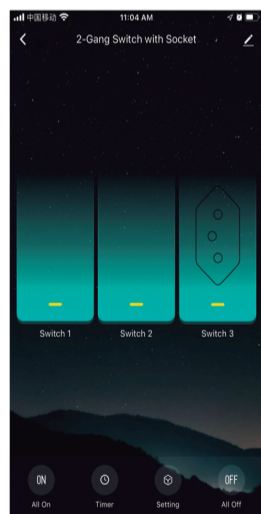 中国移动 11:04 AM
2-Gang Switch with Socket
Switch 1 Switch 2 Switch 3
ON OFF
All On Timer Setting All Off